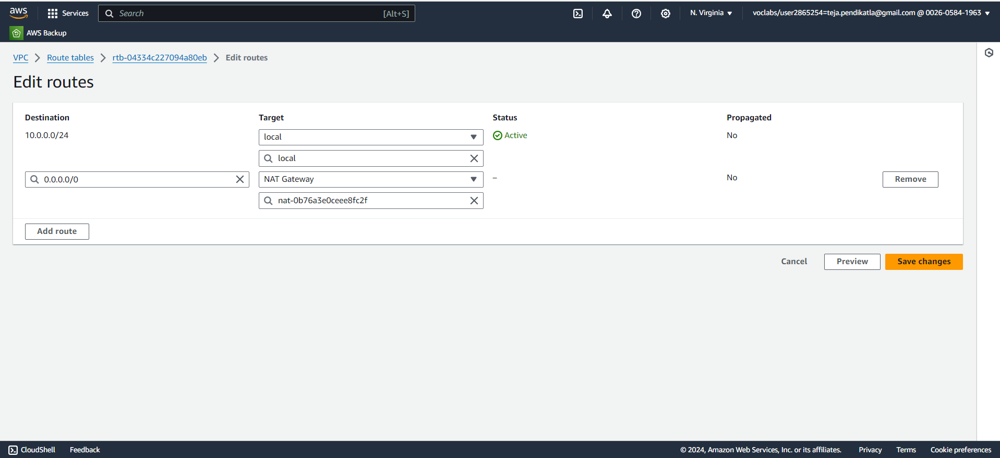 aws
Services
Search
[Alt+S]
N. Virginia
voclabs/user2865254=teja.pendikatla@gmail.com @ 0026-0584-1963
AWS Backup
VPC
Route tables
rtb-04334c227094a80eb
Edit routes
Edit routes
Destination
Target
Status
Propagated
10.0.0.0/24
local
Active
No
local
0.0.0.0/0
NAT Gateway
–
No
Remove
nat-0b76a3e0ceee8fc2f
Add route
Cancel
Preview
Save changes
CloudShell
Feedback
© 2024, Amazon Web Services, Inc. or its affiliates.
Privacy
Terms
Cookie preferences